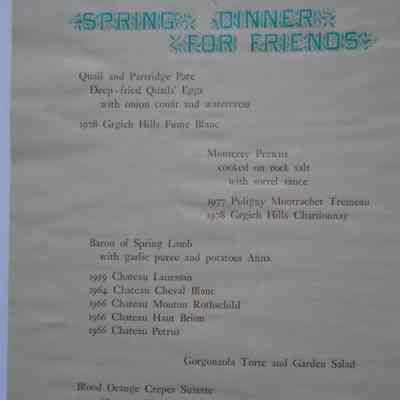 SPRING DINNER
FOR FRIENDS
Quail and Partridge Pate
Deep-fried Quails' Eggs
with onion confit and watercress
1978 Grgich Hills Fume Blanc
Monterey Prawns
cooked on rock salt
with sorrel sauce
1977 Puligny Montrachet
1978 Grgich Hills Chardonnay
Baron of Spring Lamb
with garlic puree and potatoes Anna
1959 Chateau
1964 Chateau Cheval Blanc
1966 Chateau Mouton Rothschild
1966 Chateau Haut Brion
1966 Chateau Petrus
Gorgonzola Torte and Garden Salad
Blood Orange Crepes Suzette